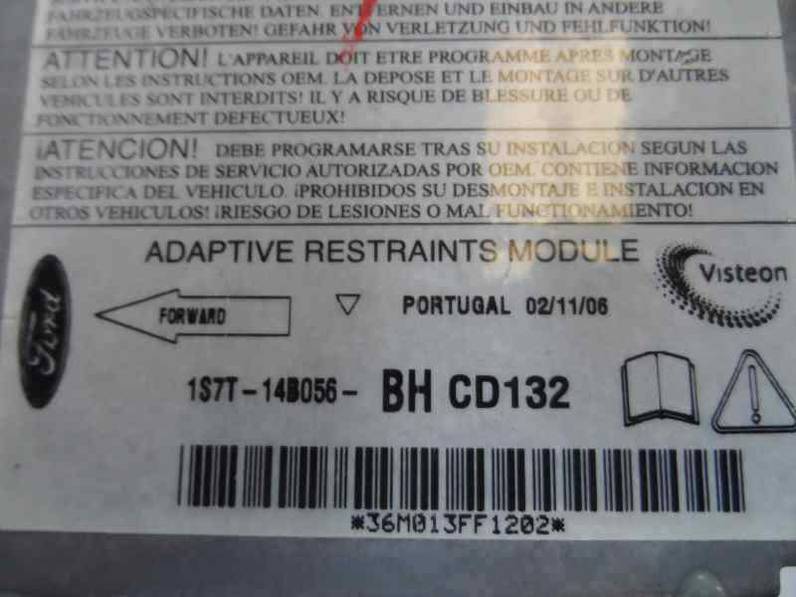 FAHRZEUGSPEZIFISCHE DATEN. ENTFERNEN UND EINBAU IN ANDERE
FAHRZEUGE VERBOTEN! GEFAHR VON VERLETZUNG UND FEHLFUNKTION!
ATTENTION! L'APPAREIL DOIT ETRE PROGRAMME APRES MONTAGE
SELON LES INSTRUCTIONS OEM. LA DEPOSE ET LE MONTAGE SUR D'AUTRES
VEHICULES SONT INTERDITS! IL Y A RISQUE DE BLESSURE OU DE
FONCTIONNEMENT DEFECTUEUX!
¡ATENCION! DEBE PROGRAMARSE TRAS SU INSTALACION SEGUN LAS
INSTRUCCIONES DE SERVICIO AUTORIZADAS POR OEM. CONTIENE INFORMACION
ESPECIFICA DEL VEHICULO. ¡PROHIBIDOS SU DESMONTAJE E INSTALACION EN
OTROS VEHICULOS! ¡RIESGO DE LESIONES O MAL FUNCTIONAMIENTO!
ADAPTIVE RESTRAINTS MODULE
Visteon
Ford
FORWARD
PORTUGAL 02/11/06
1S7T-14B056- BH CD132
*36M013FF1202*